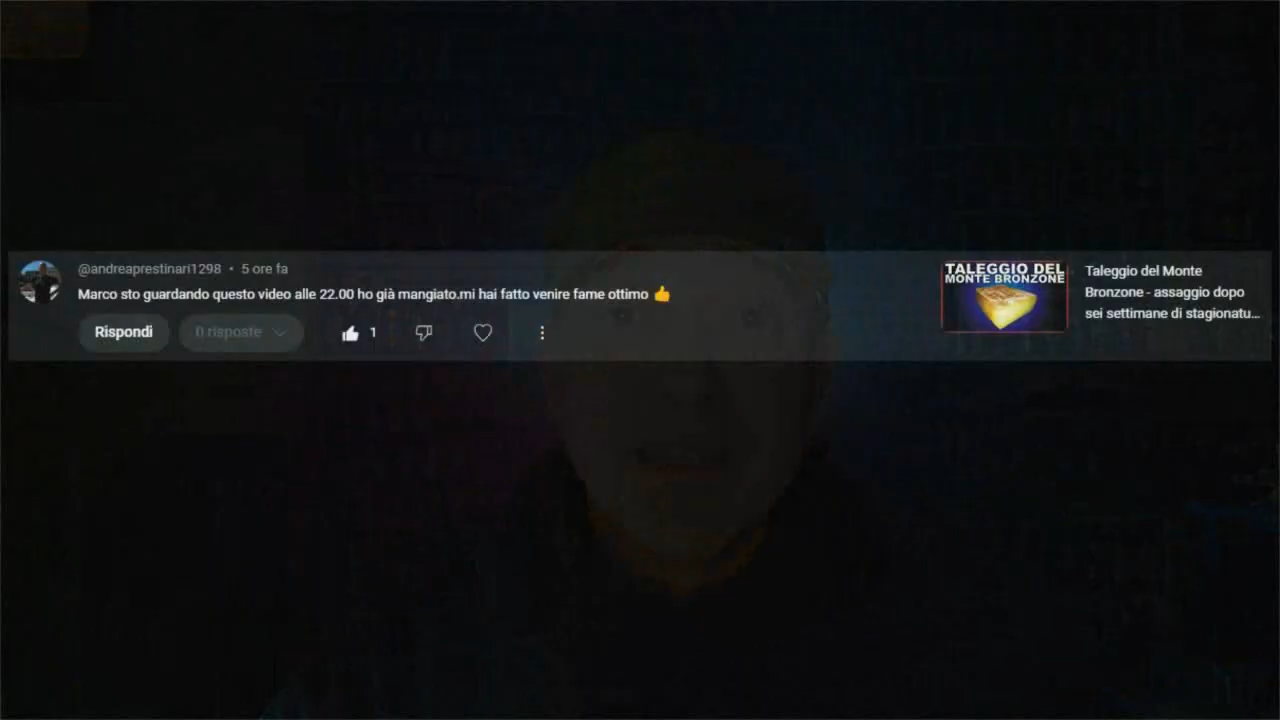 @andreaprestinari1298 • 5 ore fa
Marco sto guardando questo video alle 22.00 ho già mangiato.mi hai fatto venire fame ottimo 👍
Rispondi
0 risposte
1
TALEGGIO DEL
MONTE BRONZONE
Taleggio del Monte
Bronzone - assaggio dopo
sei settimane di stagionatu...